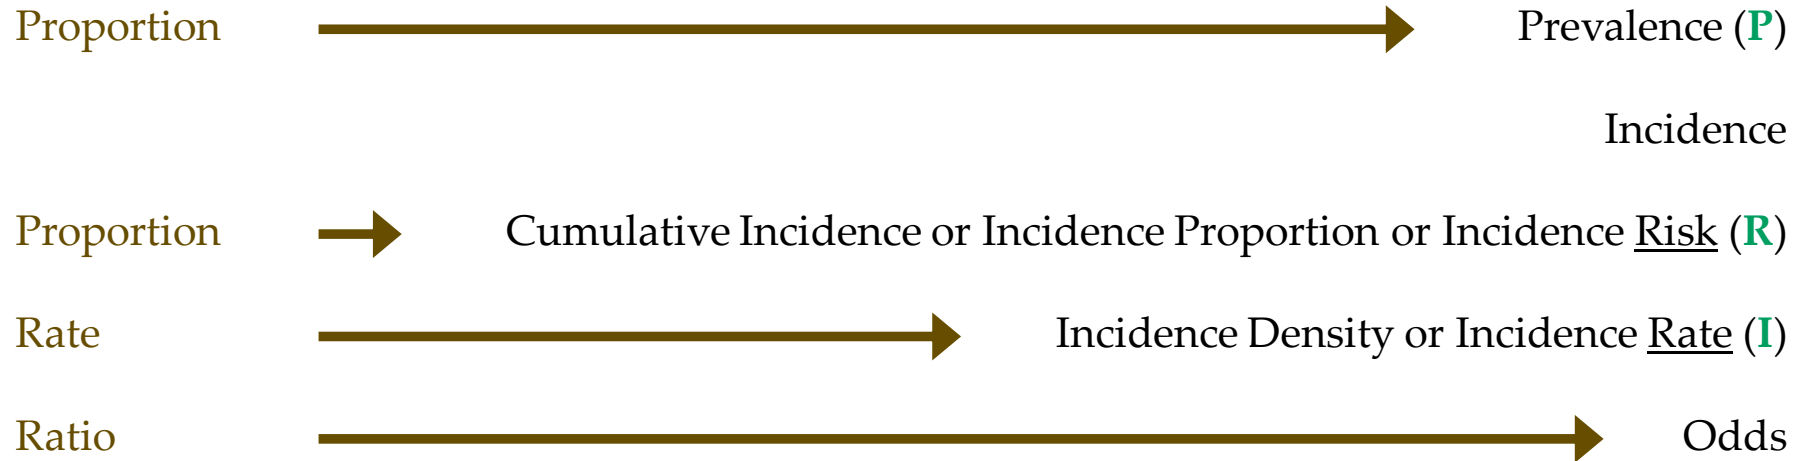 Proportion Prevalence (P)
Incidence
Proportion Cumulative Incidence or Incidence Proportion or Incidence Risk (R)
Rate Incidence Density or Incidence Rate (I)
Ratio Odds